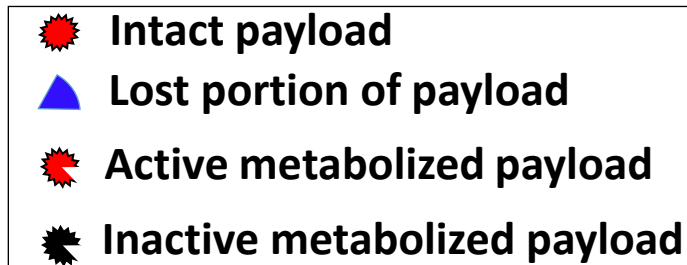 Intact payload
Lost portion of payload
Active metabolized payload
Inactive metabolized payload